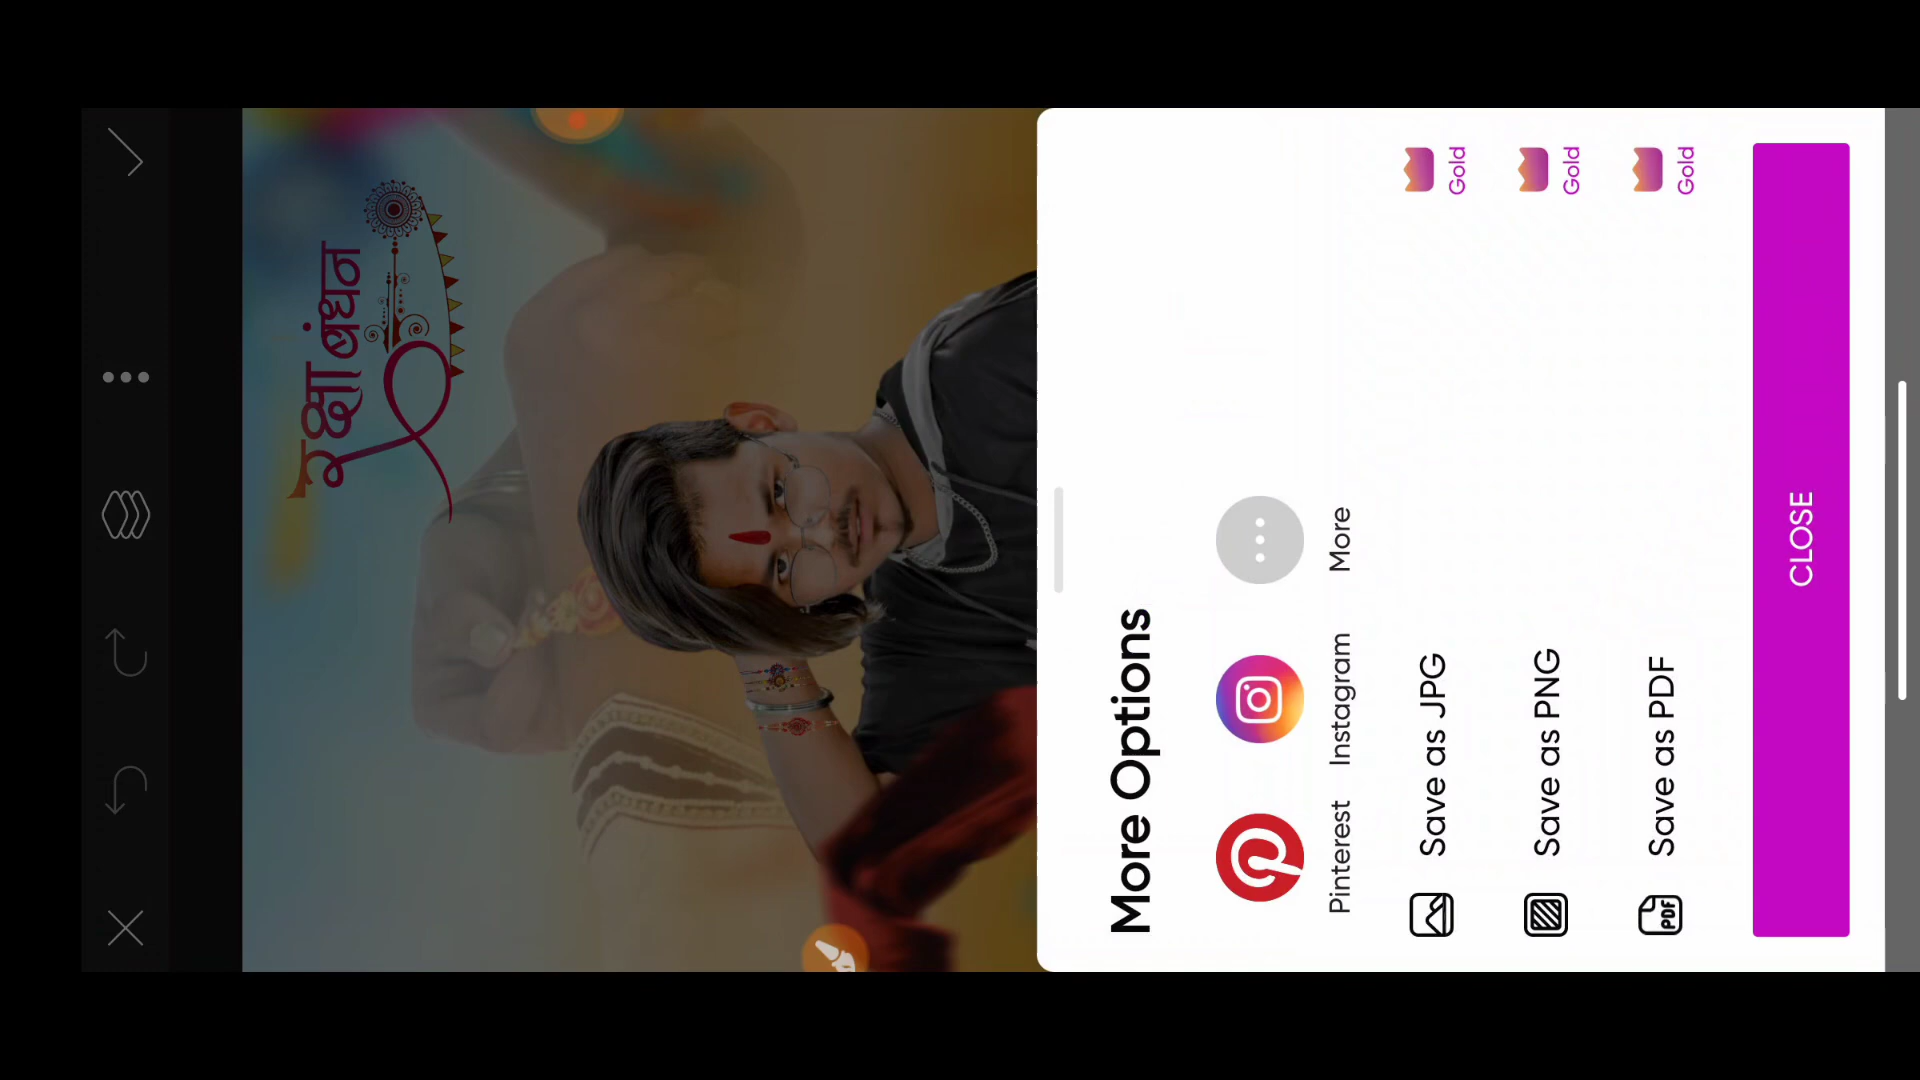 रक्षा बंधन
More Options
Pinterest
Instagram
More
Save as JPG
Gold
Save as PNG
Gold
PDF
Save as PDF
Gold
CLOSE